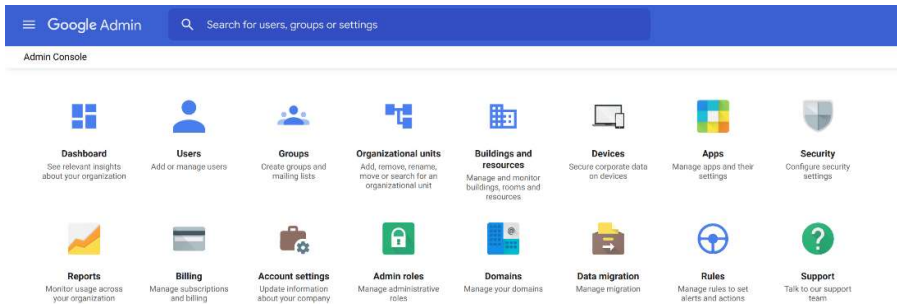 Google Admin
Search for users, groups or settings
Admin Console
Dashboard
See relevant insights
about your organization
Users
Add or manage users
Groups
Create groups and
mailing lists
Organizational units
Add, remove, rename,
move or search for an
organizational unit
Buildings and
resources
Manage and monitor
buildings, rooms and
resources
Devices
Secure corporate data
on devices
Apps
Manage apps and their
settings
Security
Configure security
settings
Reports
Monitor usage across
your organization
Billing
Manage subscriptions
and billing
Account settings
Update information
about your company
Admin roles
Manage administrative
roles
Domains
Manage your domains
Data migration
Manage migration
Rules
Manage rules to set
alerts and actions
Support
Talk to our support
team